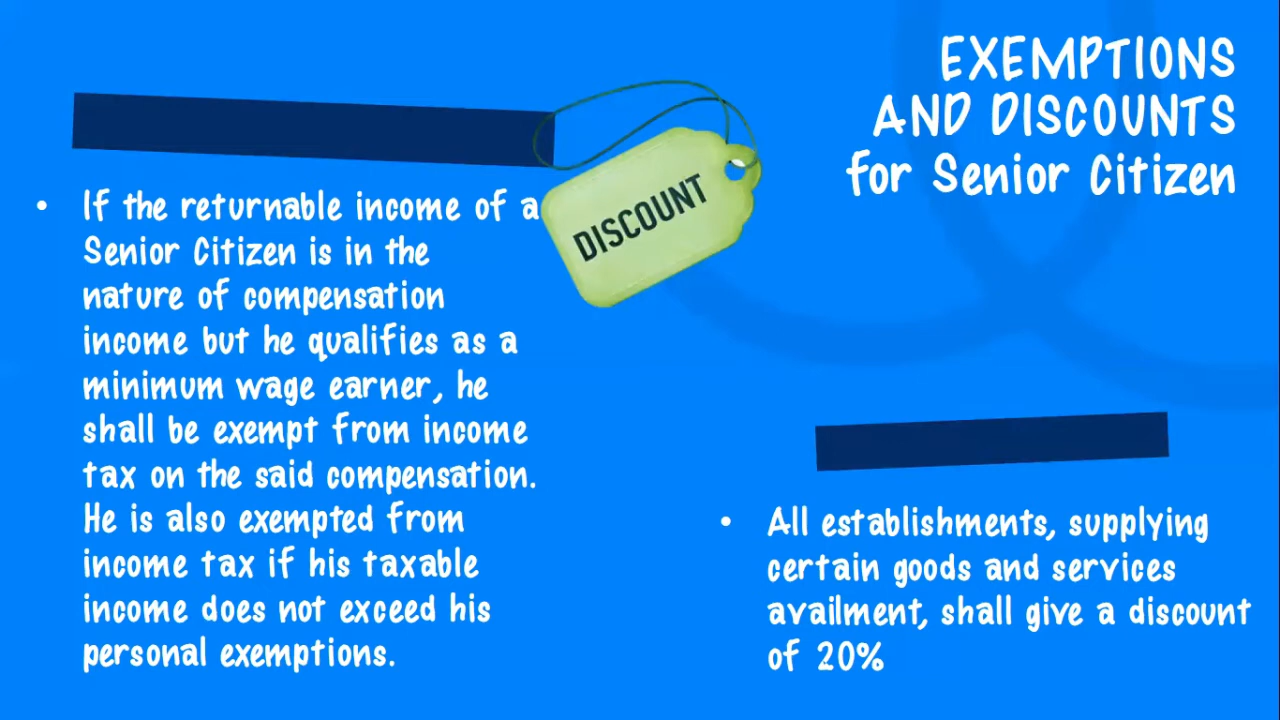 EXEMPTIONS
AND DISCOUNTS
for Senior Citizen
DISCOUNT
• If the returnable income of a
Senior Citizen is in the
nature of compensation
income but he qualifies as a
minimum wage earner, he
shall be exempt from income
tax on the said compensation.
He is also exempted from
income tax if his taxable
income does not exceed his
personal exemptions.
• All establishments, supplying
certain goods and services
availment, shall give a discount
of 20%